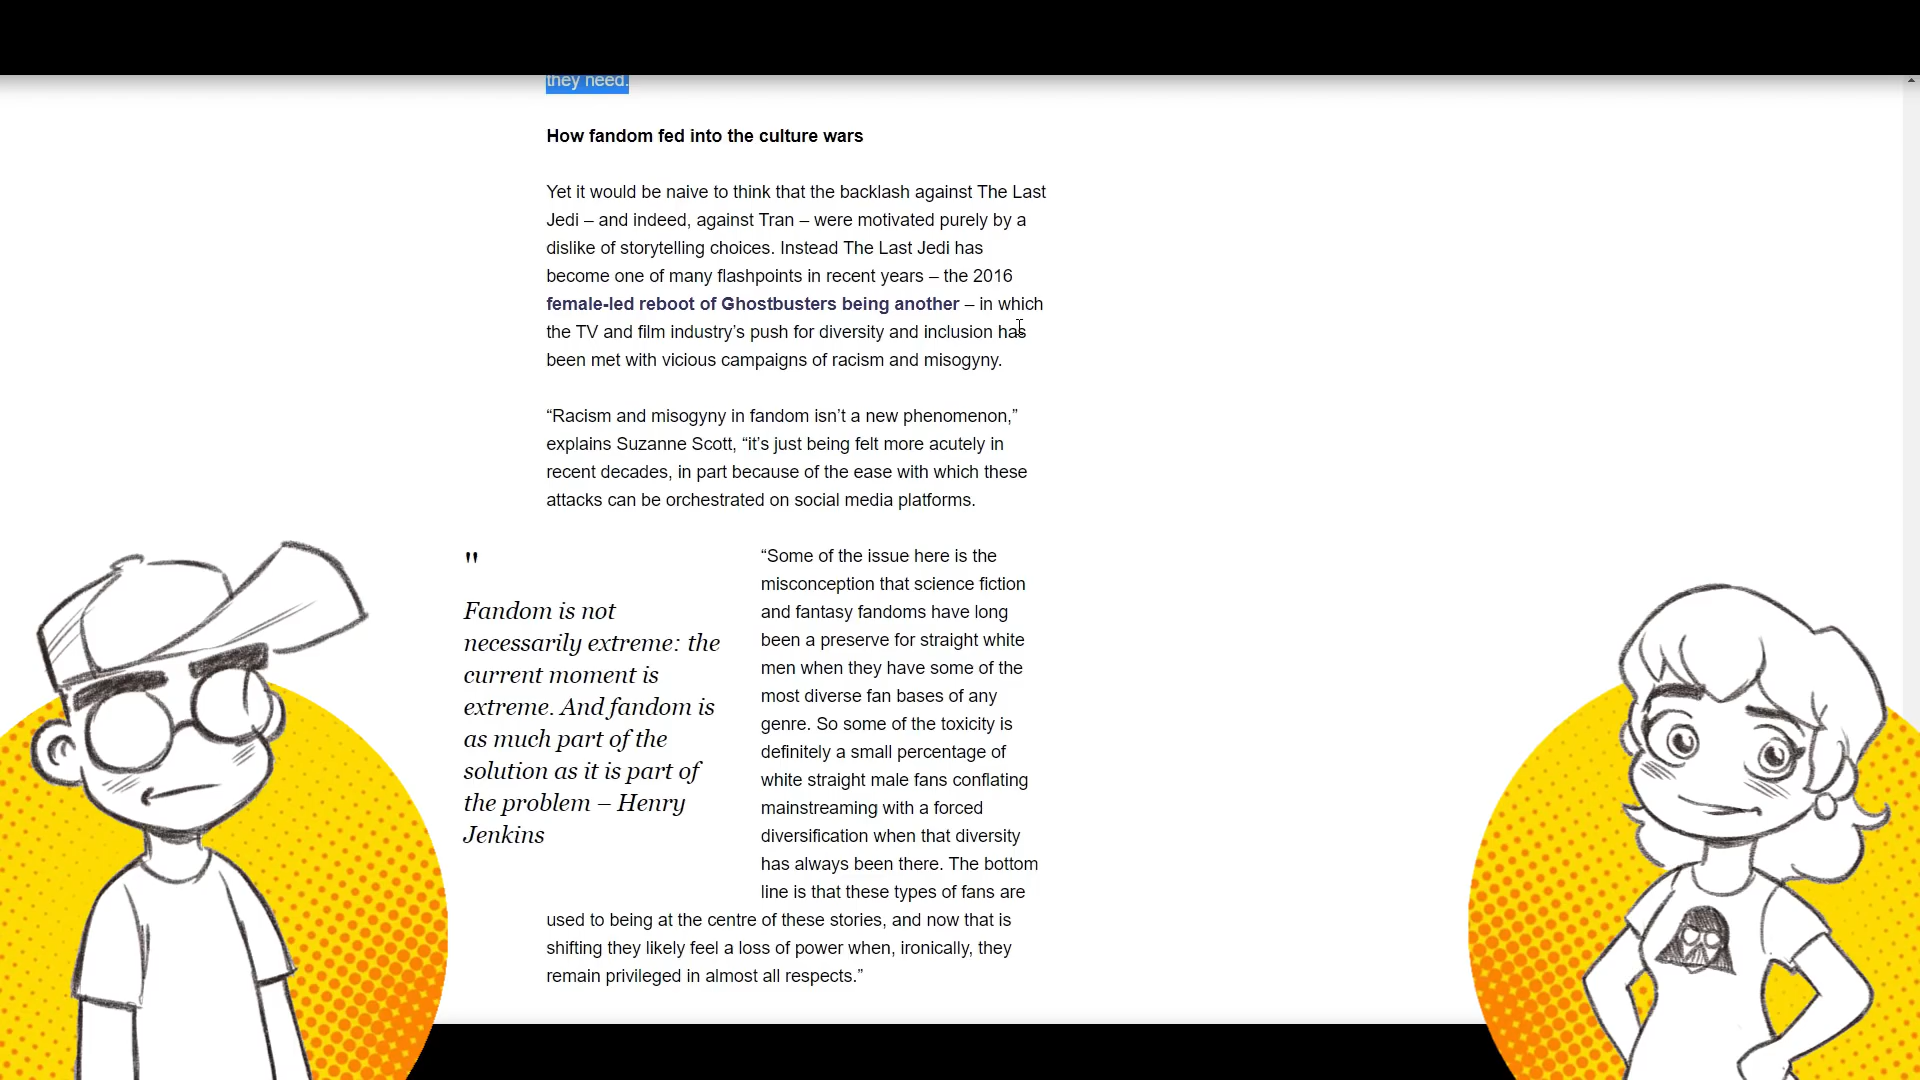 they need.
How fandom fed into the culture wars
Yet it would be naive to think that the backlash against The Last
Jedi – and indeed, against Tran – were motivated purely by a
dislike of storytelling choices. Instead The Last Jedi has
become one of many flashpoints in recent years – the 2016
female-led reboot of Ghostbusters being another – in which
the TV and film industry’s push for diversity and inclusion has
been met with vicious campaigns of racism and misogyny.
“Racism and misogyny in fandom isn’t a new phenomenon,”
explains Suzanne Scott, “it’s just being felt more acutely in
recent decades, in part because of the ease with which these
attacks can be orchestrated on social media platforms.
"
Fandom is not
necessarily extreme: the
current moment is
extreme. And fandom is
as much part of the
solution as it is part of
the problem – Henry
Jenkins
“Some of the issue here is the
misconception that science fiction
and fantasy fandoms have long
been a preserve for straight white
men when they have some of the
most diverse fan bases of any
genre. So some of the toxicity is
definitely a small percentage of
white straight male fans conflating
mainstreaming with a forced
diversification when that diversity
has always been there. The bottom
line is that these types of fans are
used to being at the centre of these stories, and now that is
shifting they likely feel a loss of power when, ironically, they
remain privileged in almost all respects.”